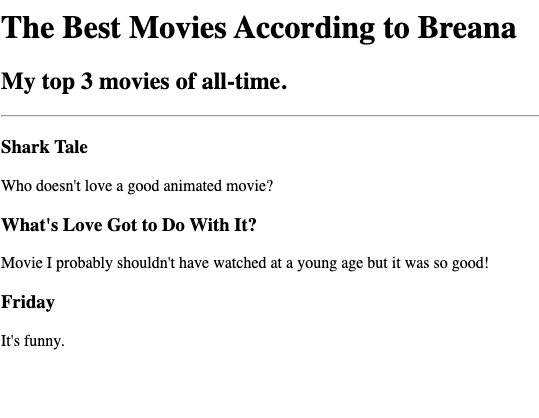 The Best Movies According to Breana
My top 3 movies of all-time.
Shark Tale
Who doesn't love a good animated movie?
What's Love Got to Do With It?
Movie I probably shouldn't have watched at a young age but it was so good!
Friday
It's funny.